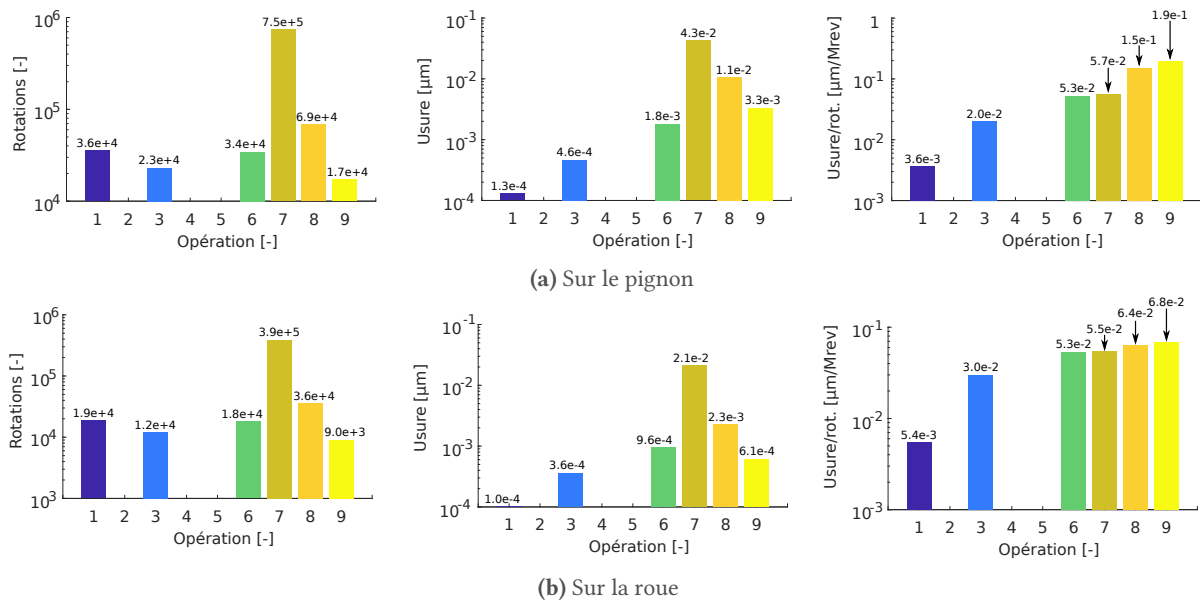 Rotations [-]
10^6
10^5
10^4
3.6e+4
2.3e+4
3.4e+4
7.5e+5
6.9e+4
1.7e+4
1 2 3 4 5 6 7 8 9
Opération [-]
Usure [µm]
10^-1
10^-2
10^-3
10^-4
1.3e-4
4.6e-4
1.8e-3
4.3e-2
1.1e-2
3.3e-3
1 2 3 4 5 6 7 8 9
Opération [-]
Usure/rot. [µm/Mrev]
1
10^-1
10^-2
10^-3
3.6e-3
2.0e-2
5.3e-2
5.7e-2
1.5e-1
1.9e-1
1 2 3 4 5 6 7 8 9
Opération [-]
(a) Sur le pignon
Rotations [-]
10^6
10^5
10^4
10^3
1.9e+4
1.2e+4
1.8e+4
3.9e+5
3.6e+4
9.0e+3
1 2 3 4 5 6 7 8 9
Opération [-]
Usure [µm]
10^-1
10^-2
10^-3
10^-4
1.0e-4
3.6e-4
9.6e-4
2.1e-2
2.3e-3
6.1e-4
1 2 3 4 5 6 7 8 9
Opération [-]
Usure/rot. [µm/Mrev]
10^-1
10^-2
10^-3
5.4e-3
3.0e-2
5.3e-2
5.5e-2
6.4e-2
6.8e-2
1 2 3 4 5 6 7 8 9
Opération [-]
(b) Sur la roue